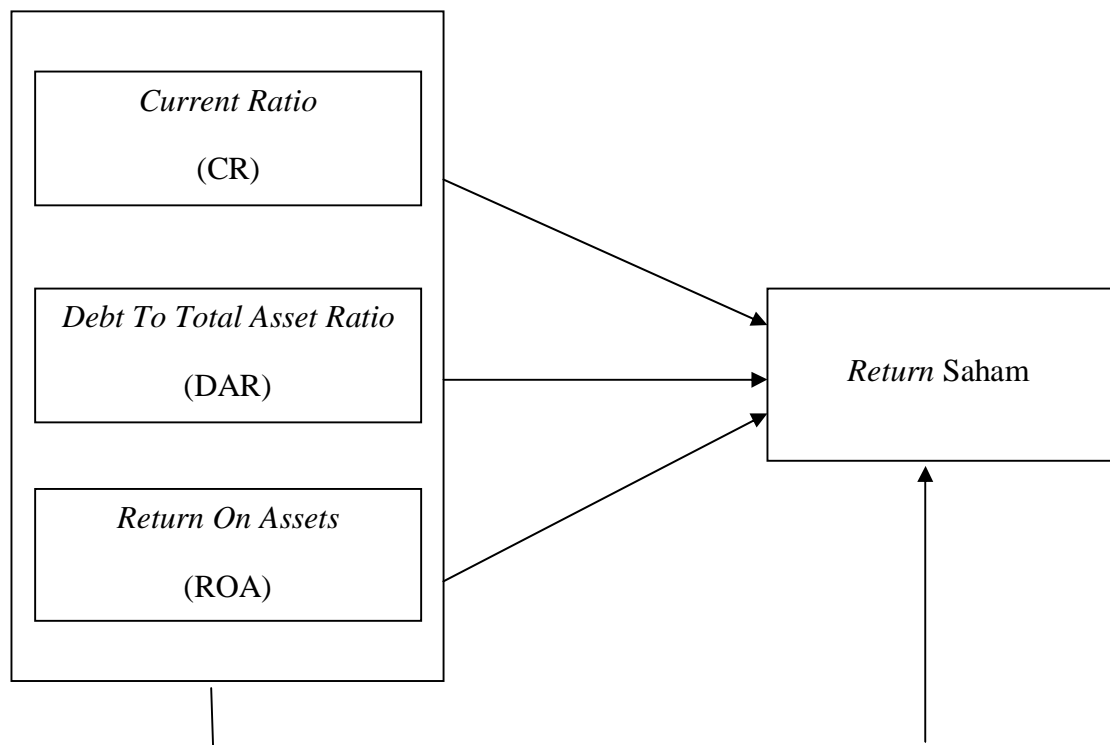 Current Ratio
(CR)
Debt To Total Asset Ratio
(DAR)
Return Saham
Return On Assets
(ROA)